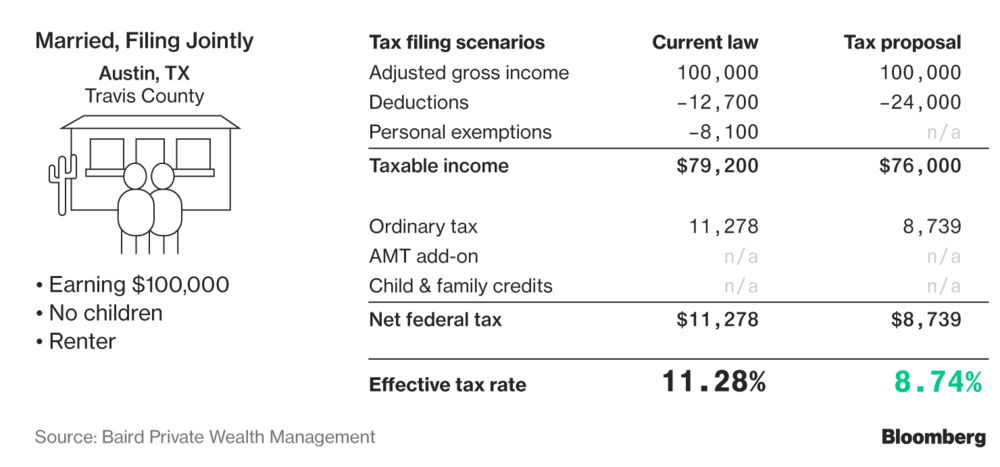 Married, Filing Jointly
Austin, TX
Travis County
• Earning $100,000
• No children
• Renter
Tax filing scenarios Current law Tax proposal
Adjusted gross income 100,000 100,000
Deductions −12,700 −24,000
Personal exemptions −8,100 n/a
Taxable income $79,200 $76,000
Ordinary tax 11,278 8,739
AMT add-on n/a n/a
Child & family credits n/a n/a
Net federal tax $11,278 $8,739
Effective tax rate 11.28% 8.74%
Source: Baird Private Wealth Management
Bloomberg